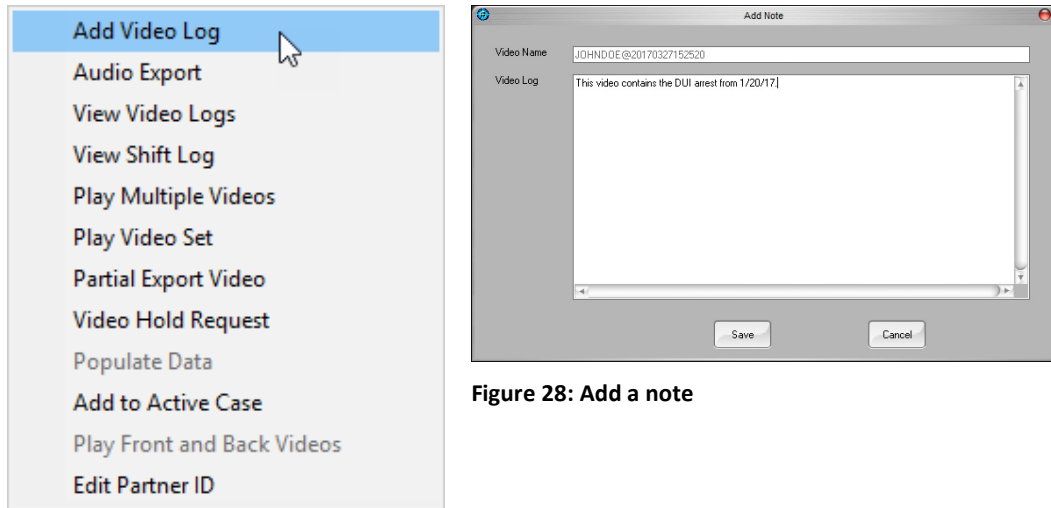 Add Video Log
Audio Export
View Video Logs
View Shift Log
Play Multiple Videos
Play Video Set
Partial Export Video
Video Hold Request
Populate Data
Add to Active Case
Play Front and Back Videos
Edit Partner ID
Add Note
Video Name JOHNDOE@20170327152520
Video Log This video contains the DUI arrest from 1/20/17.
Save Cancel
Figure 28: Add a note